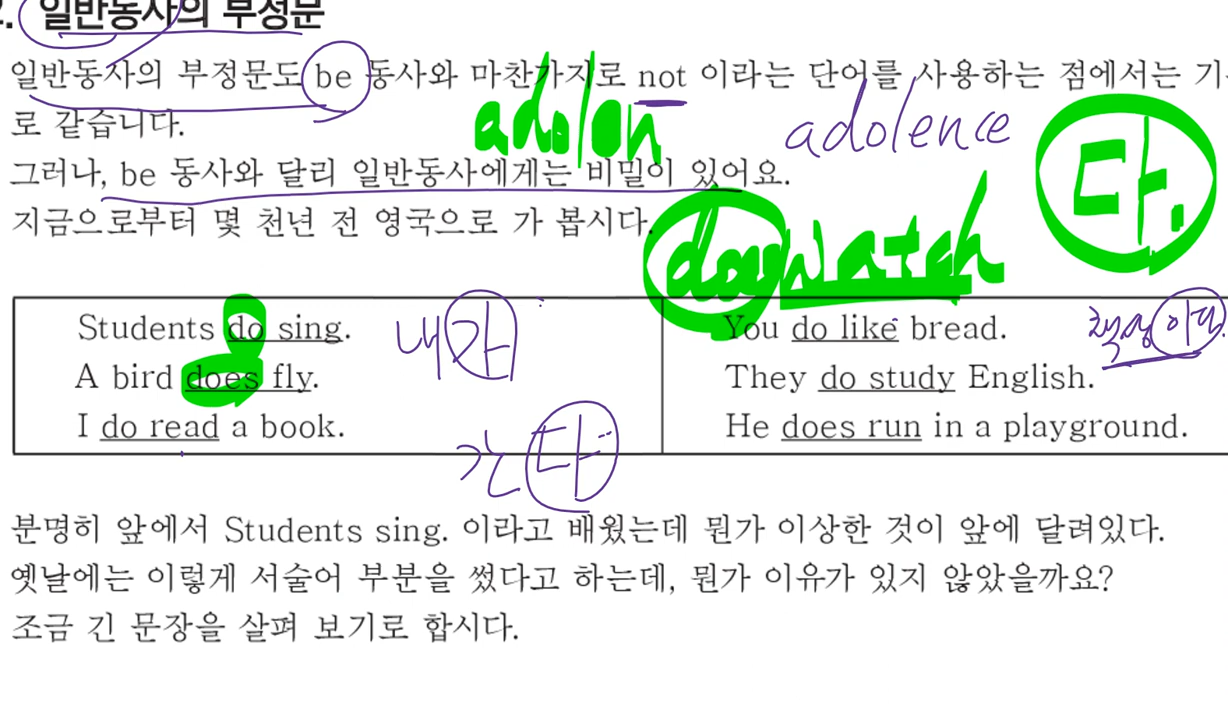 2. 일반동사의 부정문
일반동사의 부정문도 be 동사와 마찬가지로 not 이라는 단어를 사용하는 점에서는
로 같습니다.
adolen
adolence
다.
그러나, be 동사와 달리 일반동사에게는 비밀이 있어요.
지금으로부터 몇 천년 전 영국으로 가 봅시다.
watch
Students do sing.
A bird does fly.
I do read a book.
내가
간다
You do like bread.
They do study English.
He does run in a playground.
책상이다.
분명히 앞에서 Students sing. 이라고 배웠는데 뭔가 이상한 것이 앞에 달려있다.
옛날에는 이렇게 서술어 부분을 썼다고 하는데, 뭔가 이유가 있지 않았을까요?
조금 긴 문장을 살펴 보기로 합시다.